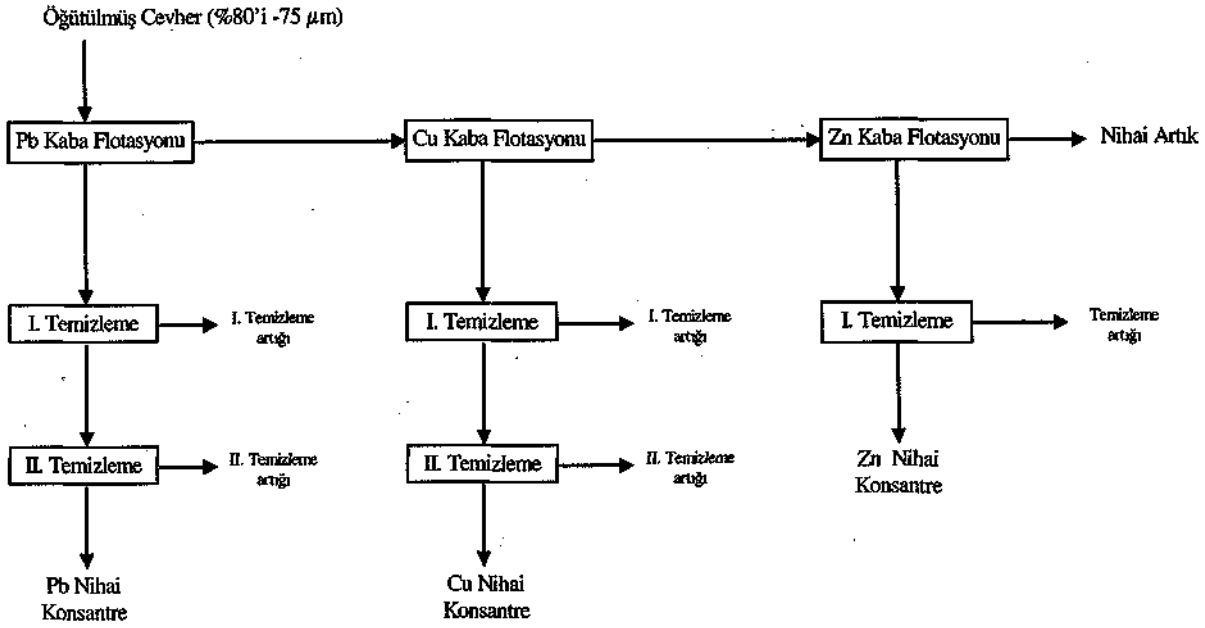 Öğütülmüş Cevher (%80'i -75 µm)
Pb Kaba Flotasyonu
Cu Kaba Flotasyonu
Zn Kaba Flotasyonu
Nihai Artık
I. Temizleme
I. Temizleme
artığı
I. Temizleme
I. Temizleme
artığı
I. Temizleme
Temizleme
artığı
II. Temizleme
II. Temizleme
artığı
II. Temizleme
II. Temizleme
artığı
Zn Nihai
Konsantre
Pb Nihai
Konsantre
Cu Nihai
Konsantre